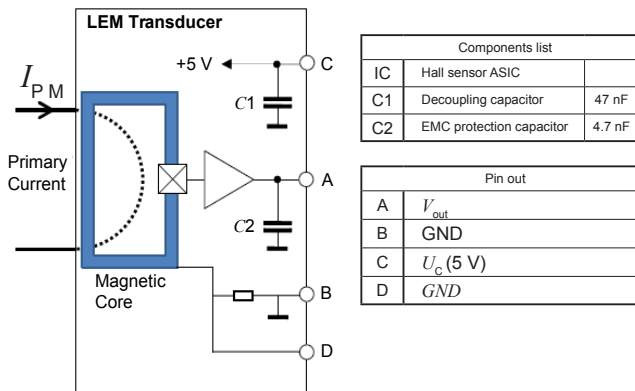 LEM Transducer
+5 V
C
C1
I P M
Primary
Current
A
C2
Magnetic
Core
B
D
Components list
IC Hall sensor ASIC
C1 Decoupling capacitor 47 nF
C2 EMC protection capacitor 4.7 nF
Pin out
A V out
B GND
C U C (5 V)
D GND